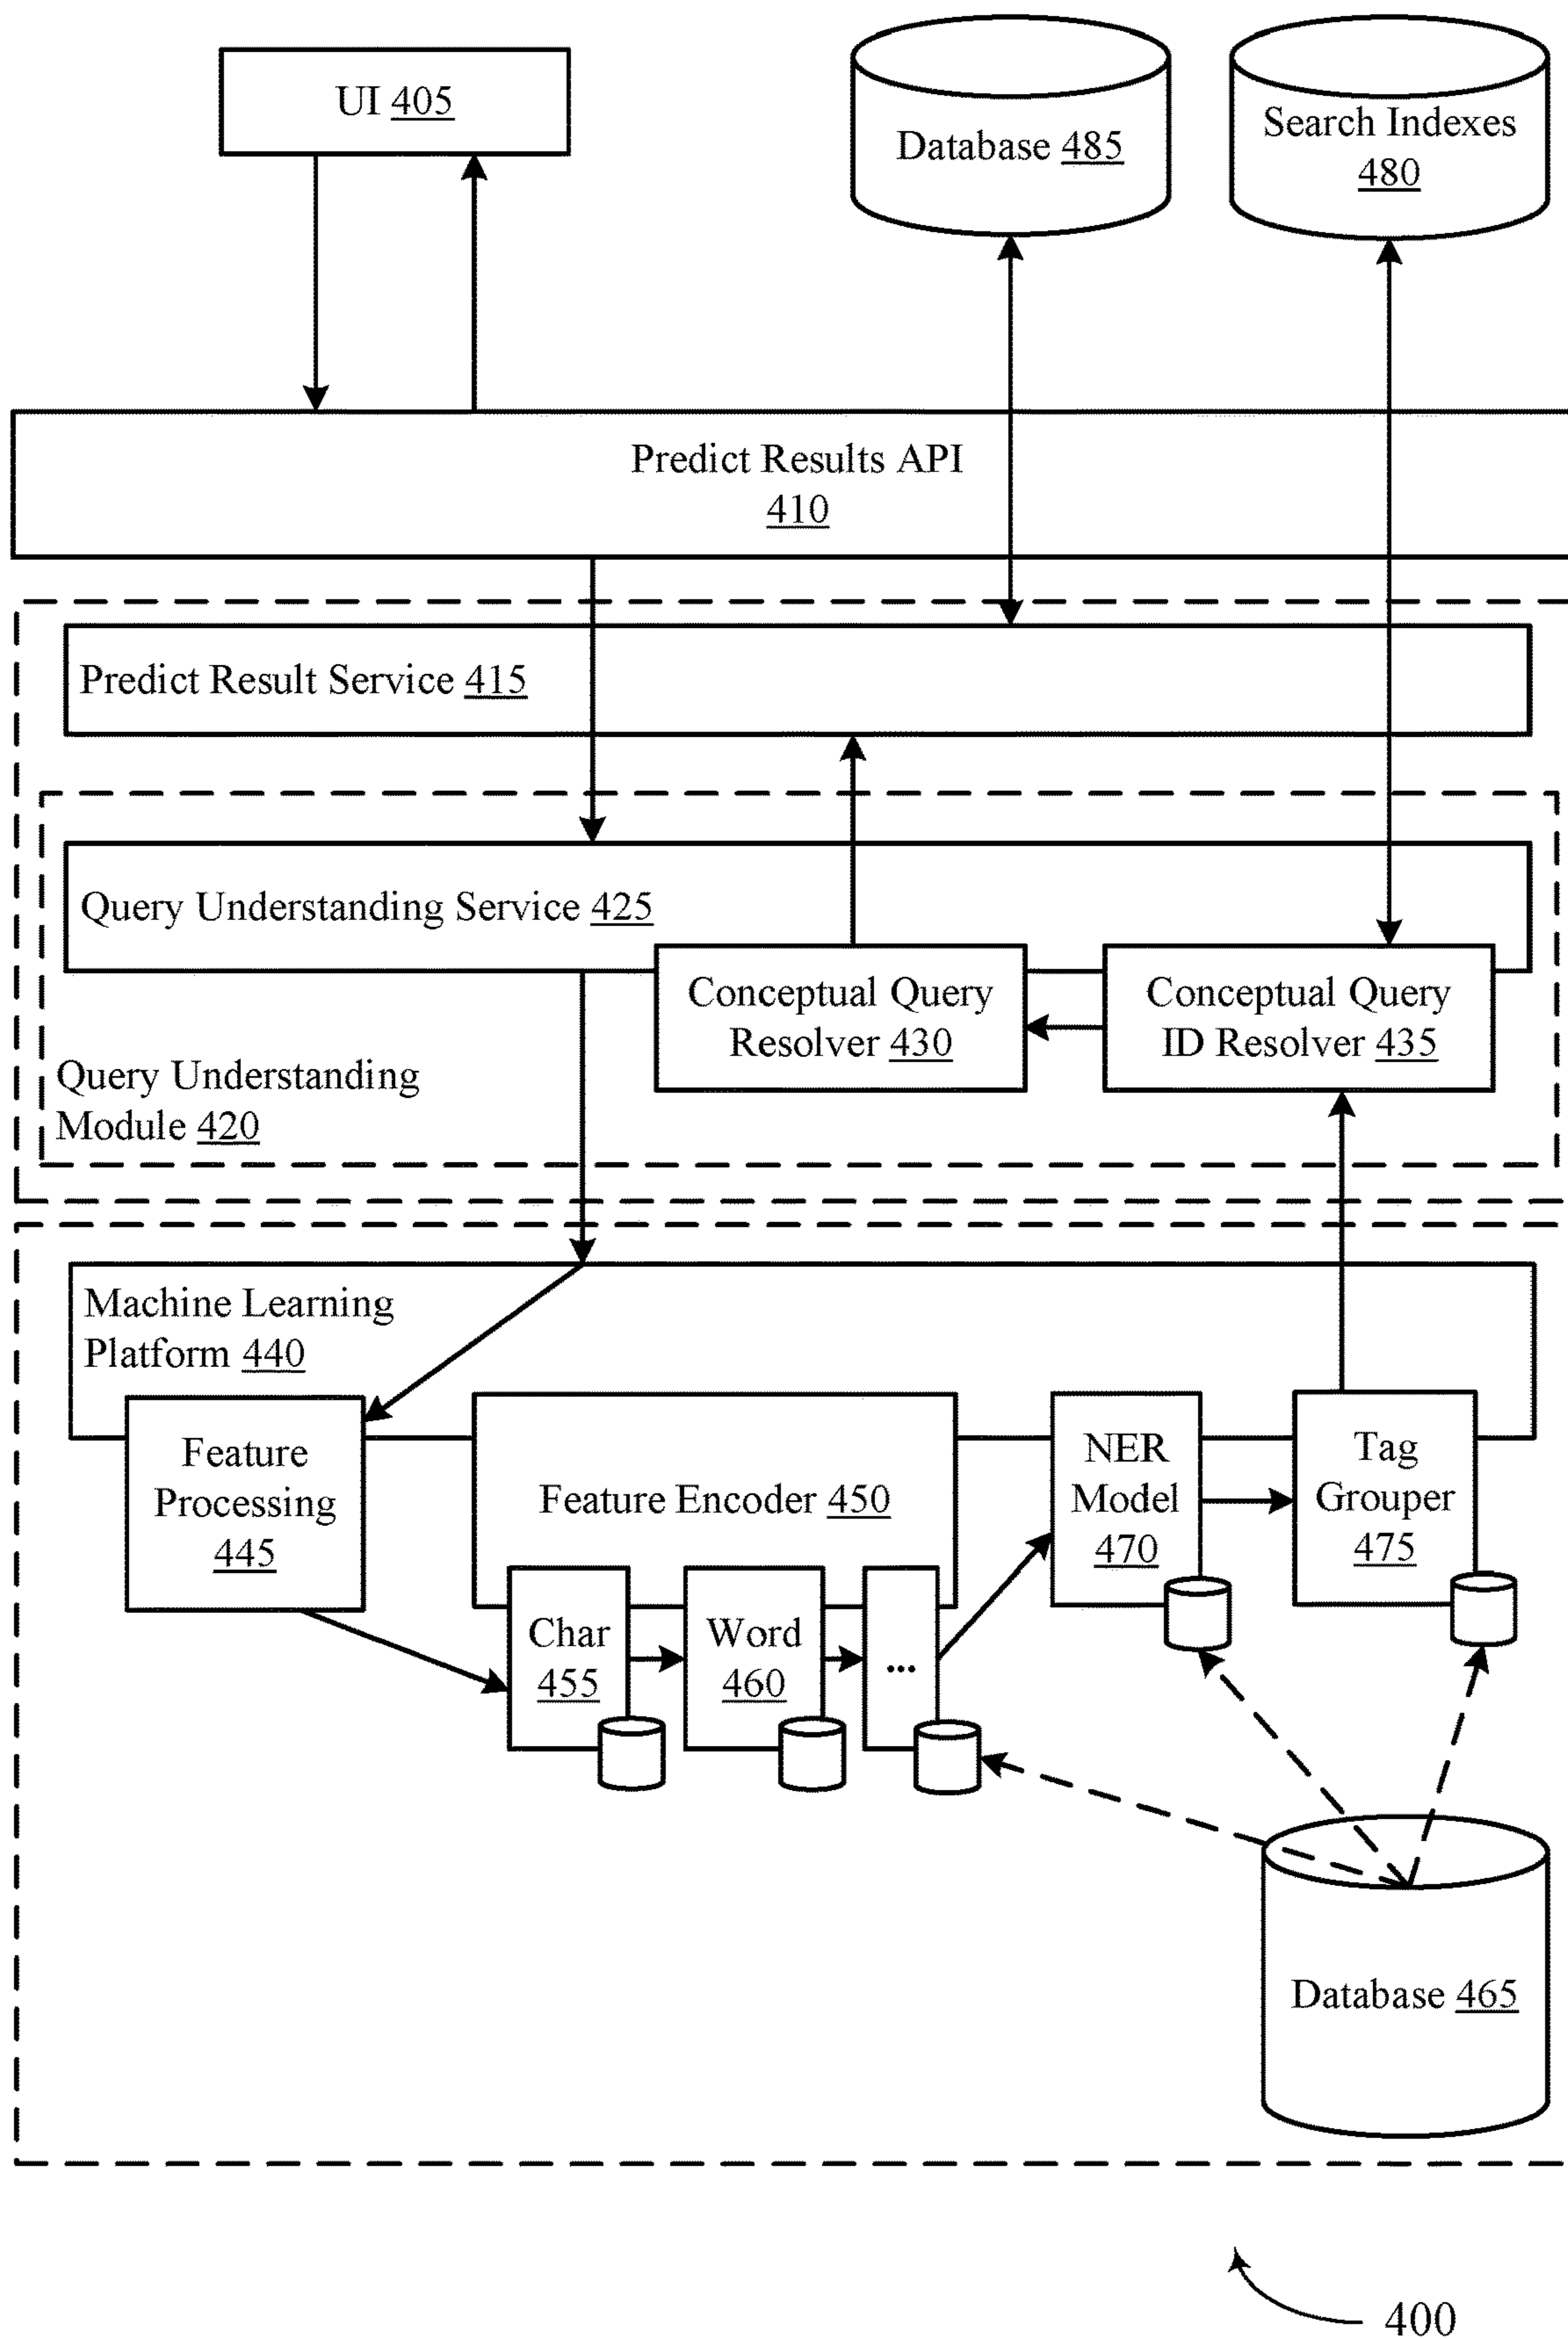 UI 405
Database 485
Search Indexes
480
Predict Results API
410
Predict Result Service 415
Query Understanding Service 425
Conceptual Query
Resolver 430
Conceptual Query
ID Resolver 435
Query Understanding
Module 420
Machine Learning
Platform 440
Feature
Processing
445
Feature Encoder 450
NER
Model
470
Tag
Grouper
475
Char
455
Word
460
...
Database 465
400